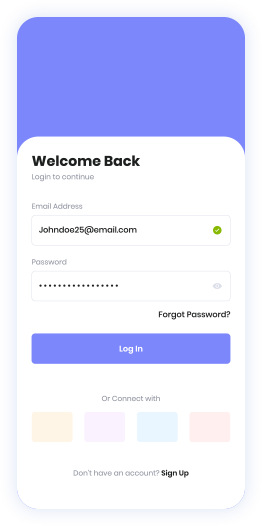 Welcome Back
Login to continue
Email Address
Johndoe25@email.com
Password
•••••••••••••••••
Forgot Password?
Log In
Or Connect with
Don't have an account? Sign Up